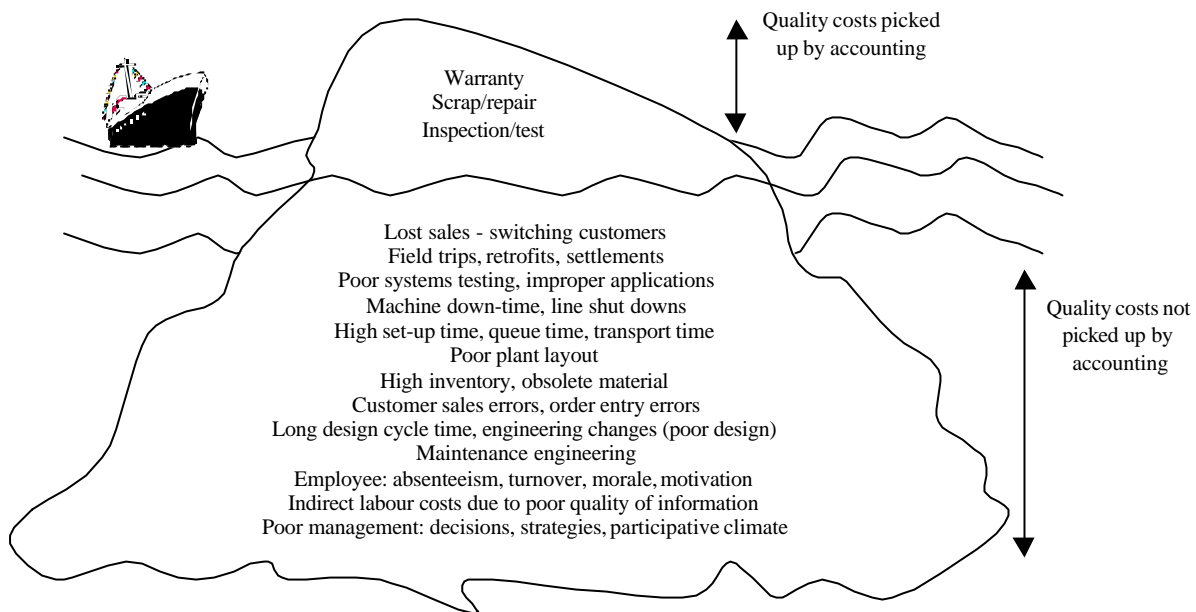 Quality costs picked
up by accounting
Warranty
Scrap/repair
Inspection/test
Lost sales - switching customers
Field trips, retrofits, settlements
Poor systems testing, improper applications
Machine down-time, line shut downs
High set-up time, queue time, transport time
Poor plant layout
High inventory, obsolete material
Customer sales errors, order entry errors
Long design cycle time, engineering changes (poor design)
Maintenance engineering
Employee: absenteeism, turnover, morale, motivation
Indirect labour costs due to poor quality of information
Poor management: decisions, strategies, participative climate
Quality costs not
picked up by
accounting